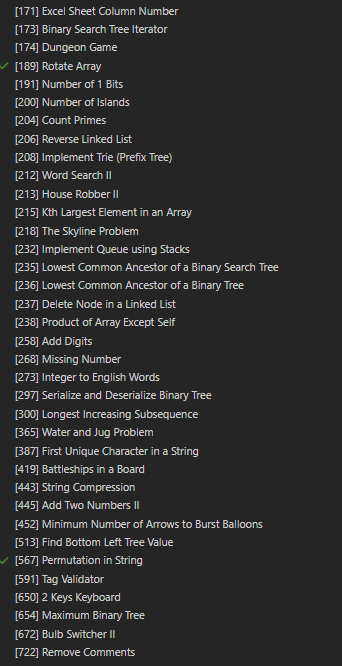 [171] Excel Sheet Column Number
[173] Binary Search Tree Iterator
[174] Dungeon Game
[189] Rotate Array
[191] Number of 1 Bits
[200] Number of Islands
[204] Count Primes
[206] Reverse Linked List
[208] Implement Trie (Prefix Tree)
[212] Word Search II
[213] House Robber II
[215] Kth Largest Element in an Array
[218] The Skyline Problem
[232] Implement Queue using Stacks
[235] Lowest Common Ancestor of a Binary Search Tree
[236] Lowest Common Ancestor of a Binary Tree
[237] Delete Node in a Linked List
[238] Product of Array Except Self
[258] Add Digits
[268] Missing Number
[273] Integer to English Words
[297] Serialize and Deserialize Binary Tree
[300] Longest Increasing Subsequence
[365] Water and Jug Problem
[387] First Unique Character in a String
[419] Battleships in a Board
[443] String Compression
[445] Add Two Numbers II
[452] Minimum Number of Arrows to Burst Balloons
[513] Find Bottom Left Tree Value
[567] Permutation in String
[591] Tag Validator
[650] 2 Keys Keyboard
[654] Maximum Binary Tree
[672] Bulb Switcher II
[722] Remove Comments